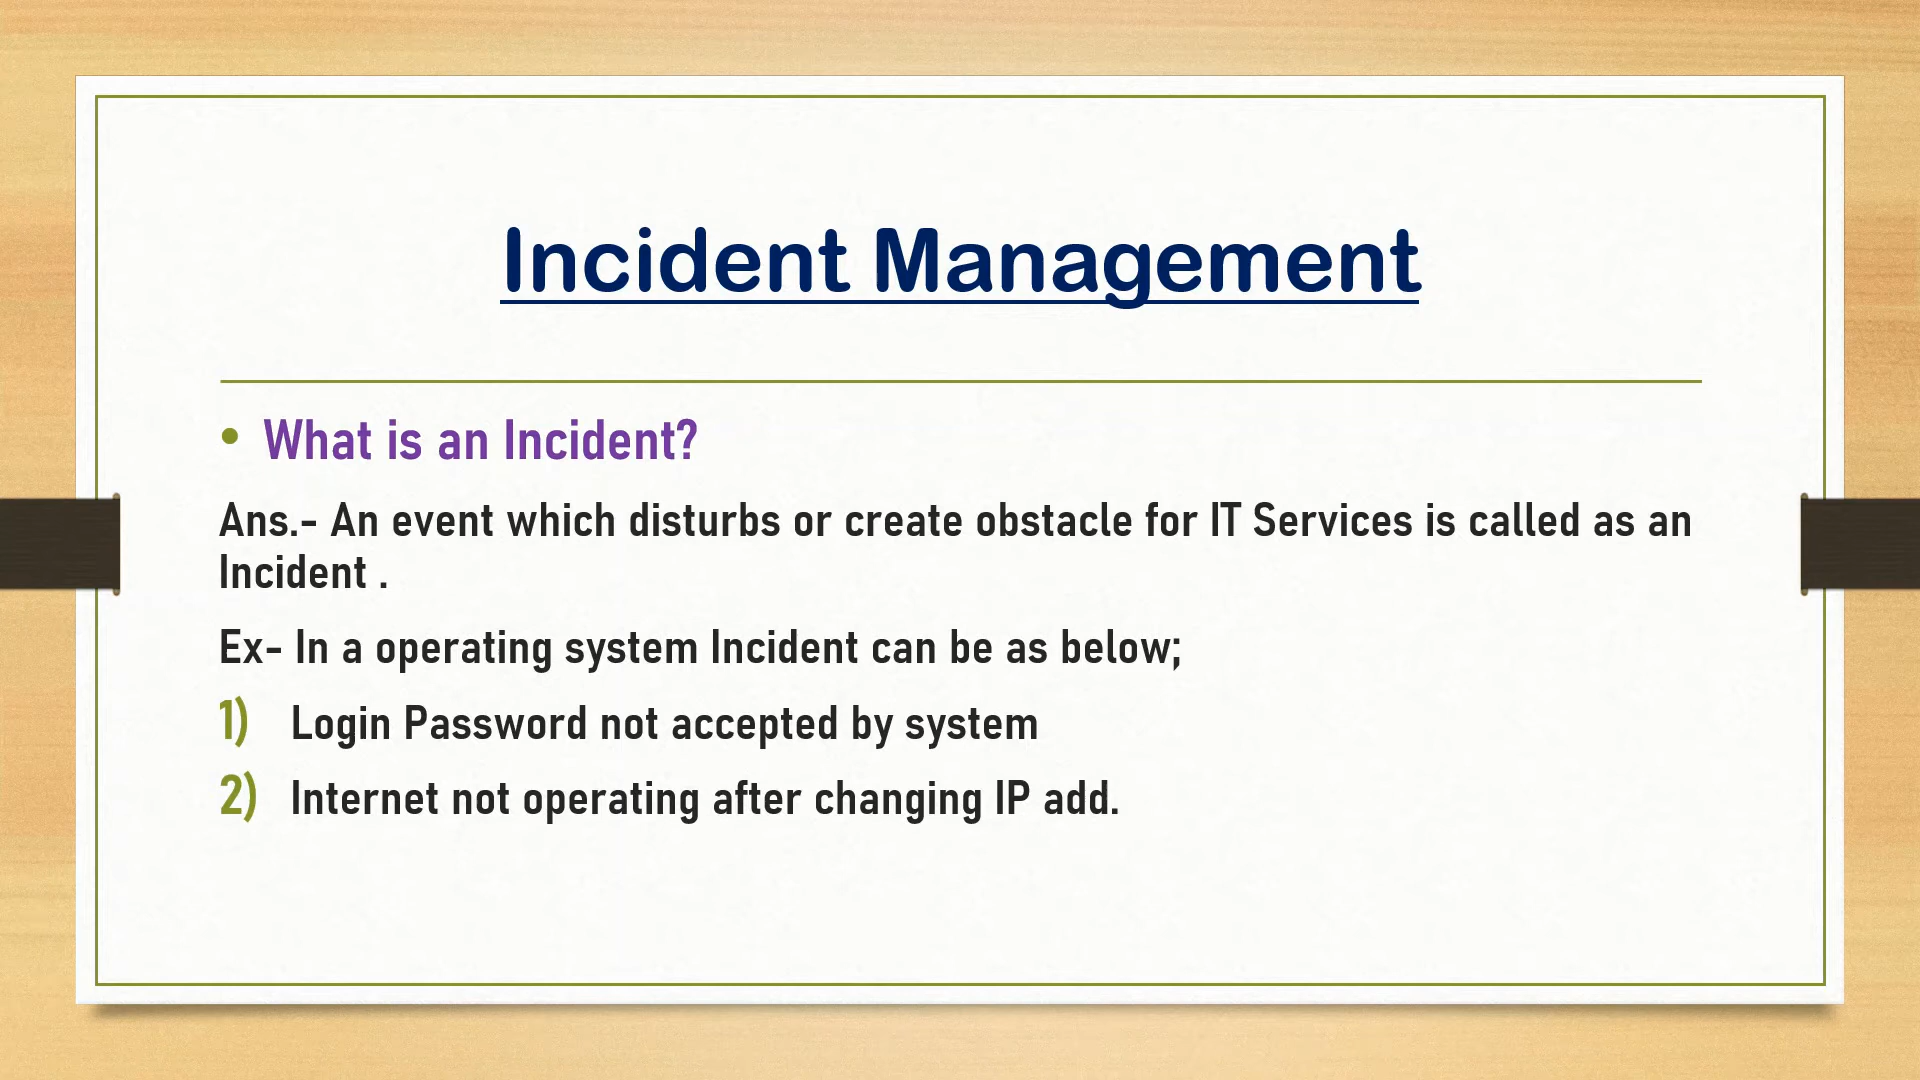 Incident Management
• What is an Incident?
Ans.- An event which disturbs or create obstacle for IT Services is called as an
Incident .
Ex- In a operating system Incident can be as below;
1) Login Password not accepted by system
2) Internet not operating after changing IP add.